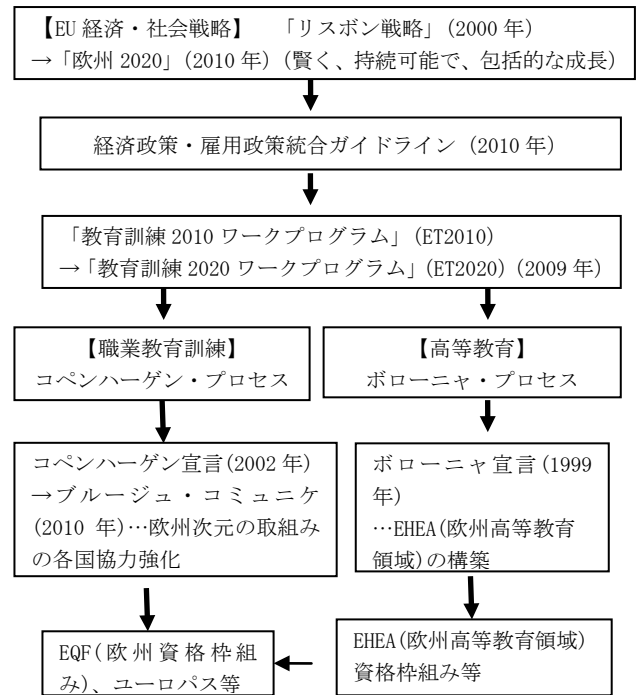 【EU 経済・社会戦略】　「リスボン戦略」(2000 年)
→「欧州 2020」(2010 年) (賢く、持続可能で、包括的な成長)
経済政策・雇用政策統合ガイドライン (2010 年)
「教育訓練 2010 ワークプログラム」(ET2010)
→「教育訓練 2020 ワークプログラム」(ET2020) (2009 年)
【職業教育訓練】
コペンハーゲン・プロセス
【高等教育】
ボローニャ・プロセス
コペンハーゲン宣言(2002 年)
→ブルージュ・コミュニケ
(2010 年)…欧州次元の取組み
の各国協力強化
ボローニャ宣言(1999
年)
…EHEA(欧州高等教育
領域)の構築
EQF(欧州資格枠組
み)、ユーロパス等
EHEA(欧州高等教育領域)
資格枠組み等